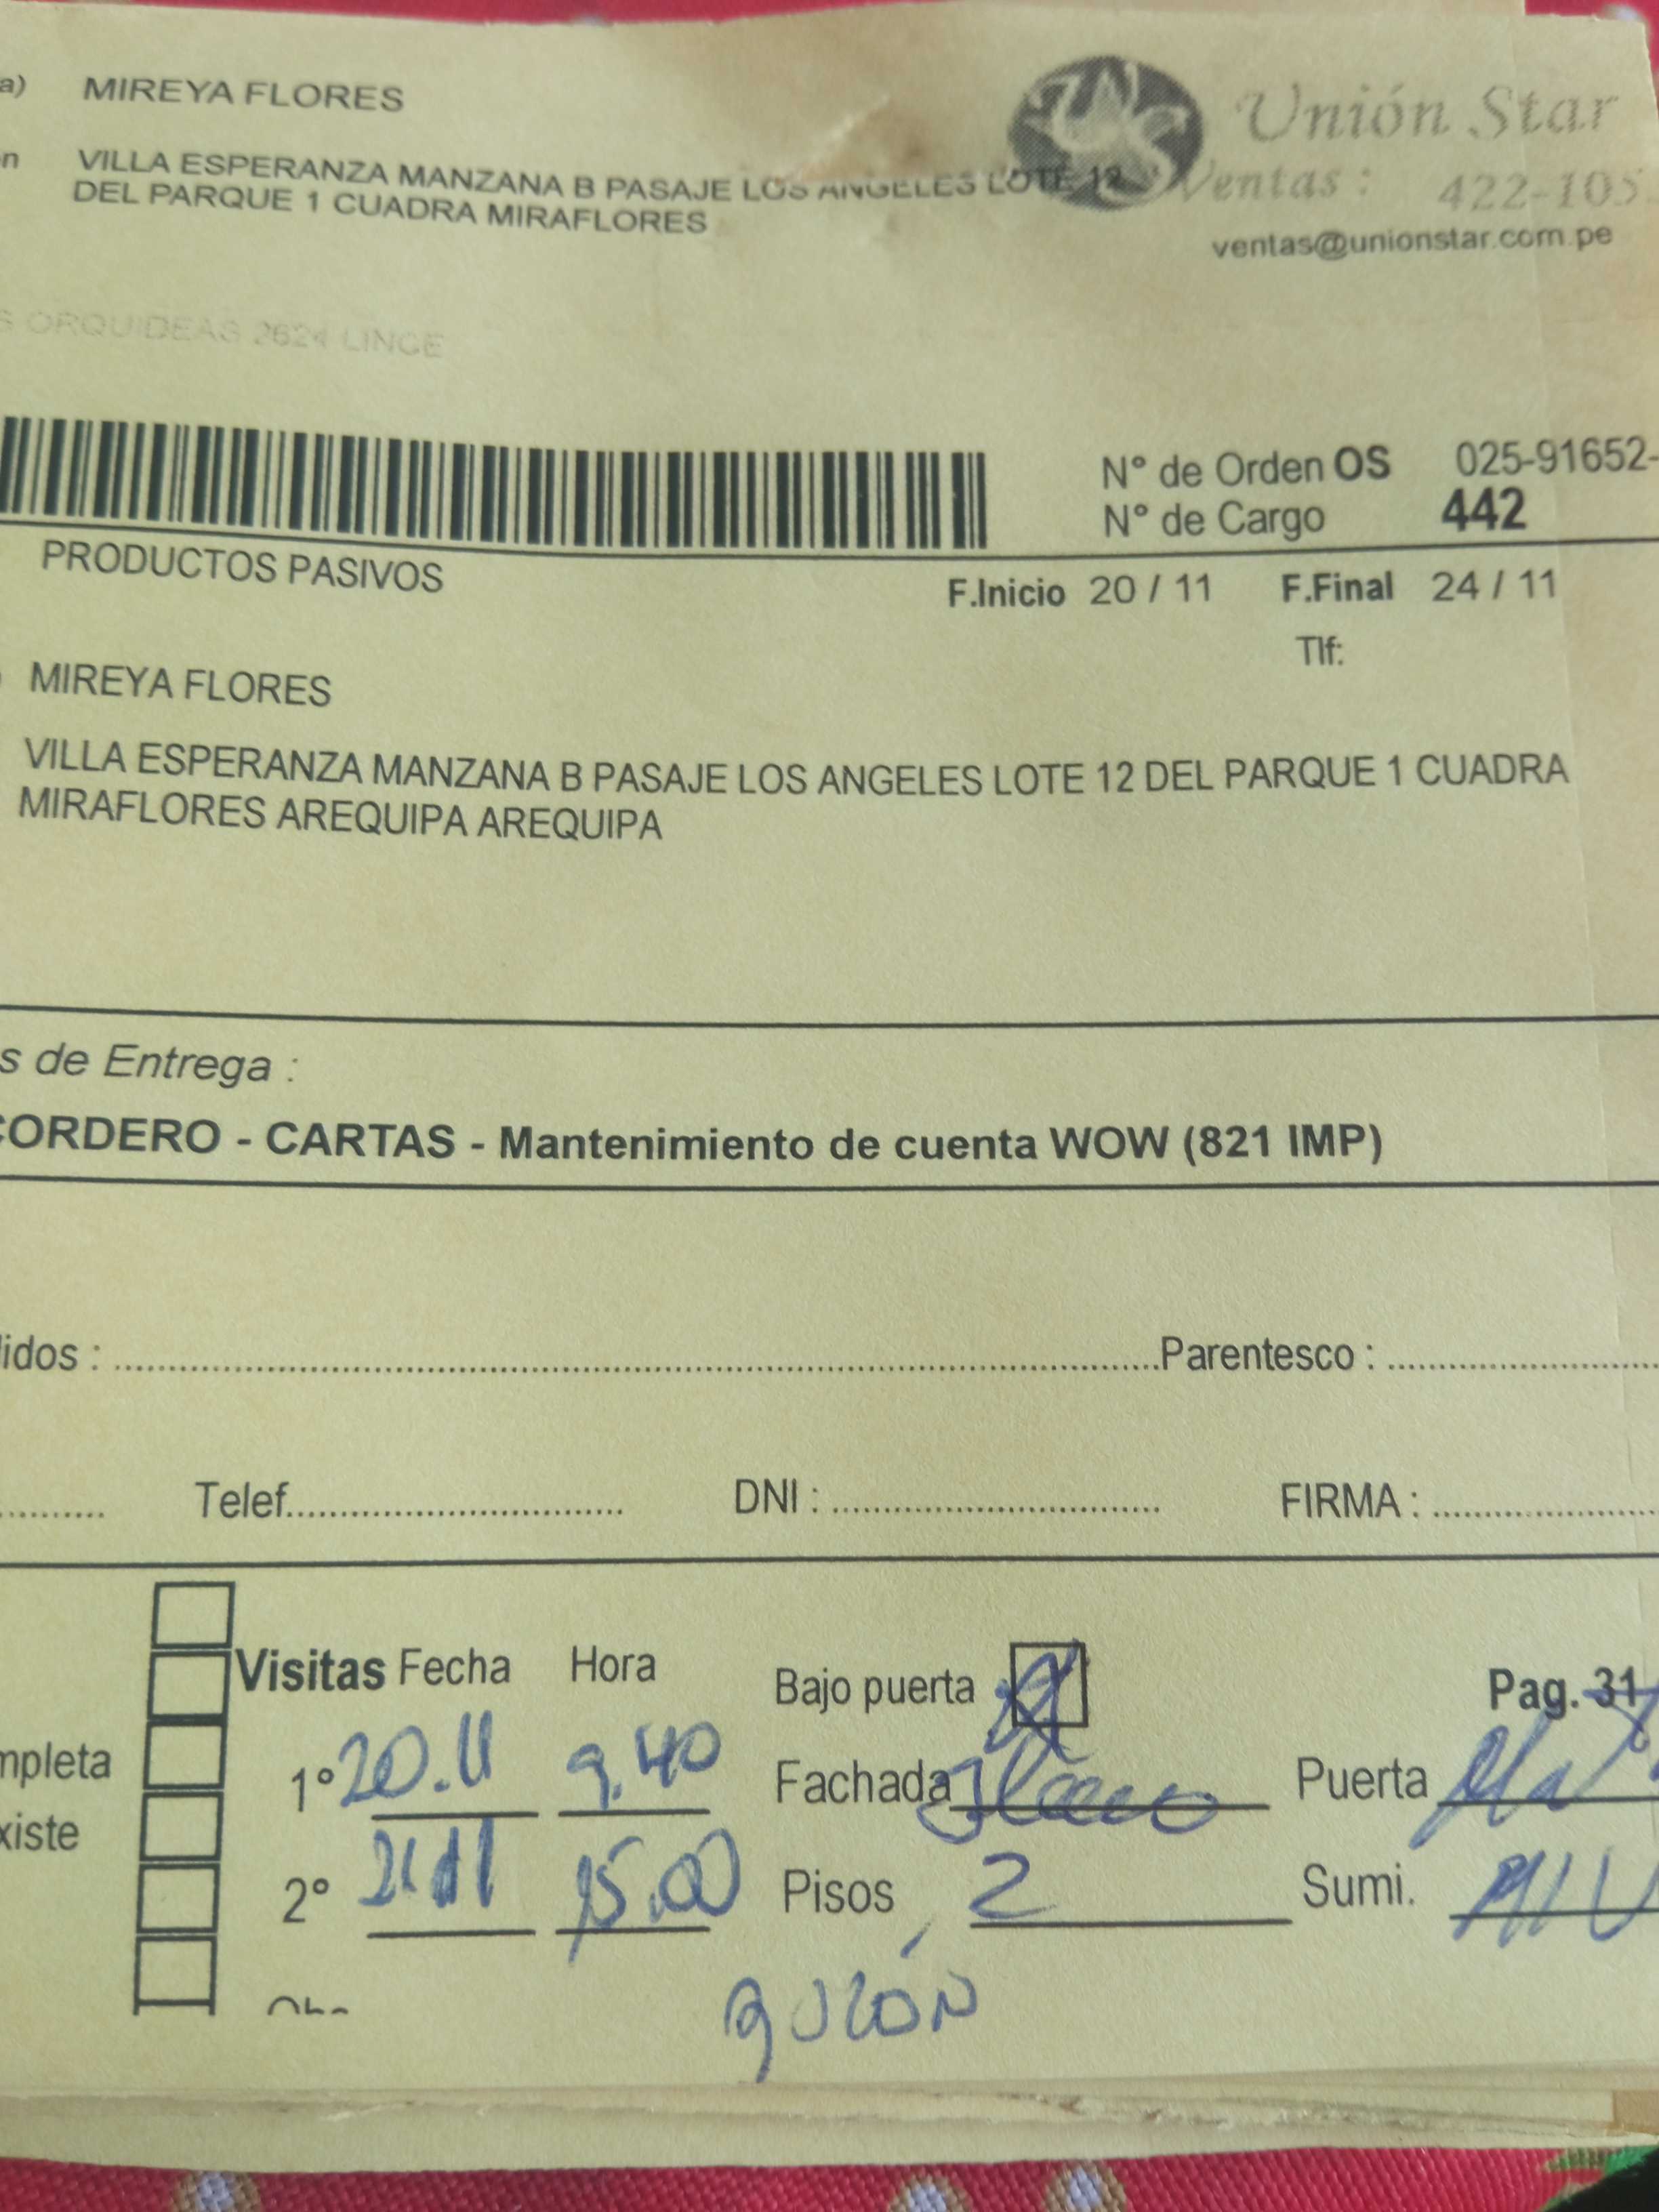 a) MIREYA FLORES
Unión Star
n VILLA ESPERANZA MANZANA B PASAJE LOS ANGELES LOTE 12
DEL PARQUE 1 CUADRA MIRAFLORES
Ventas : 422-105
ventas@unionstar.com.pe
S ORQUIDEAS 2624 LINCE
Nº de Orden OS 025-91652-
Nº de Cargo 442
PRODUCTOS PASIVOS
F.Inicio 20 / 11 F.Final 24 / 11
Tlf:
MIREYA FLORES
VILLA ESPERANZA MANZANA B PASAJE LOS ANGELES LOTE 12 DEL PARQUE 1 CUADRA
MIRAFLORES AREQUIPA AREQUIPA
s de Entrega :
CORDERO - CARTAS - Mantenimiento de cuenta WOW (821 IMP)
lidos : Parentesco :
Telef. DNI : FIRMA :
Visitas Fecha Hora Bajo puerta Pag. 31
mpleta 1° 20.11 9.40 Fachada Puerta
xiste
2° 15.00 Pisos 2 Sumi.